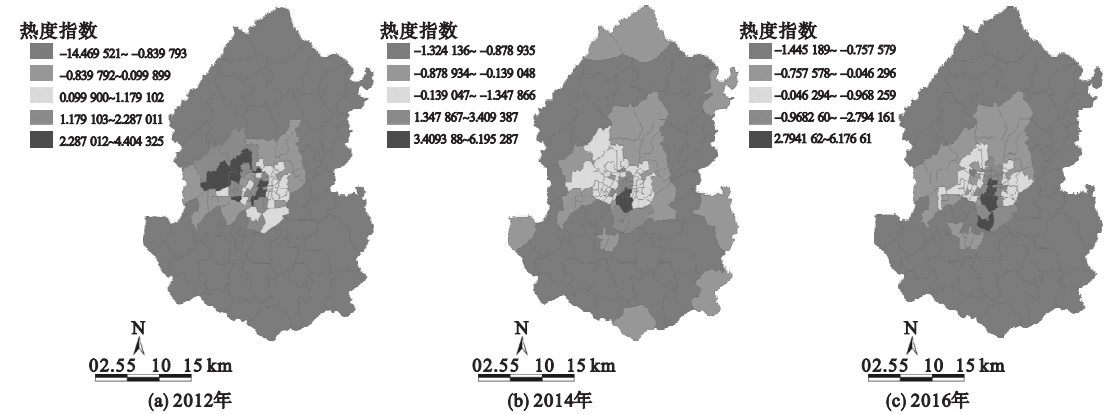 热度指数
–14.469 521~ –0.839 793
–0.839 792~0.099 899
0.099 900~1.179 102
1.179 103~2.287 011
2.287 012~4.404 325
N
02.55 10 15 km
(a) 2012年
热度指数
–1.324 136~ –0.878 935
–0.878 934~ –0.139 048
–0.139 047~ –1.347 866
1.347 867~3.409 387
3.4093 88~6.195 287
N
02.55 10 15 km
(b) 2014年
热度指数
–1.445 189~ –0.757 579
–0.757 578~ –0.046 296
–0.046 294~ –0.968 259
–0.9682 60~ –2.794 161
2.7941 62~6.176 61
N
02.55 10 15 km
(c) 2016年